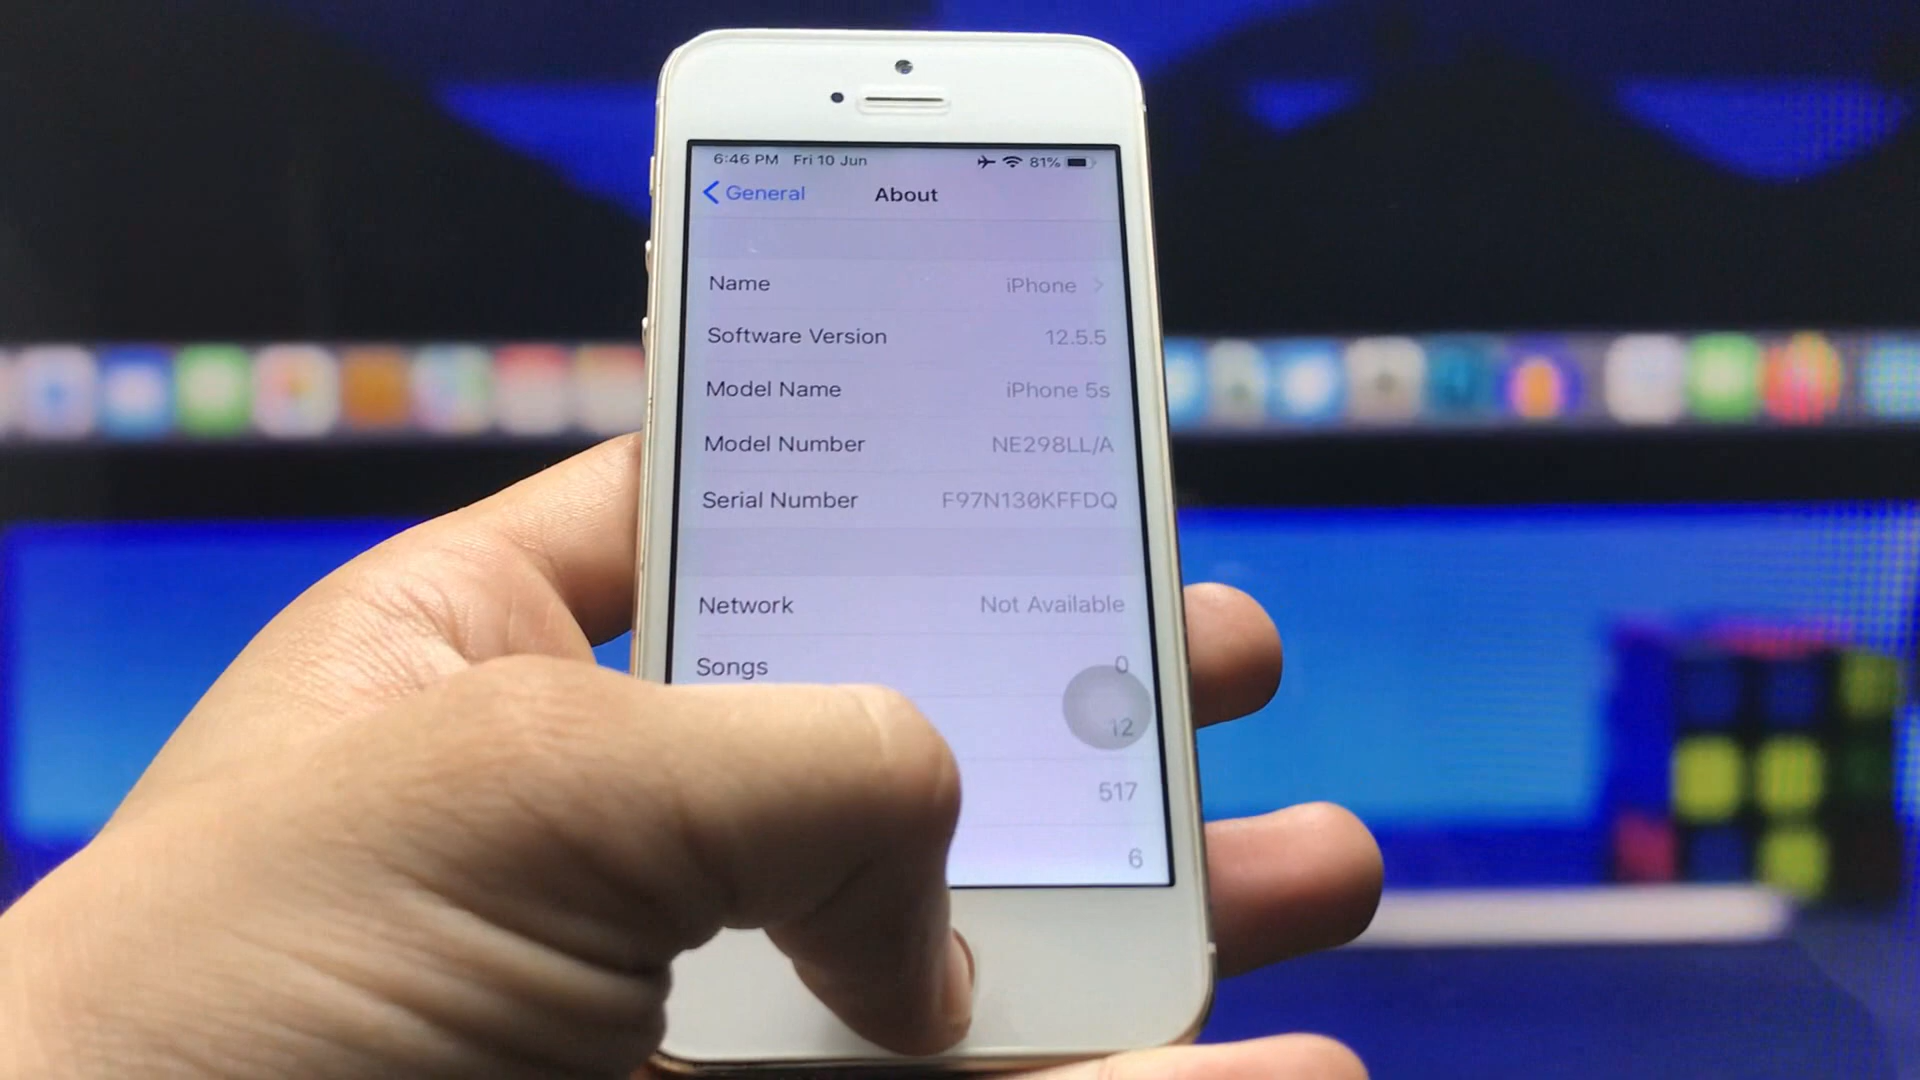 6:46 PM Fri 10 Jun 81%
General About
Name iPhone
Software Version 12.5.5
Model Name iPhone 5s
Model Number NE298LL/A
Serial Number F97N130KFFDQ
Network Not Available
Songs 0
12
517
6